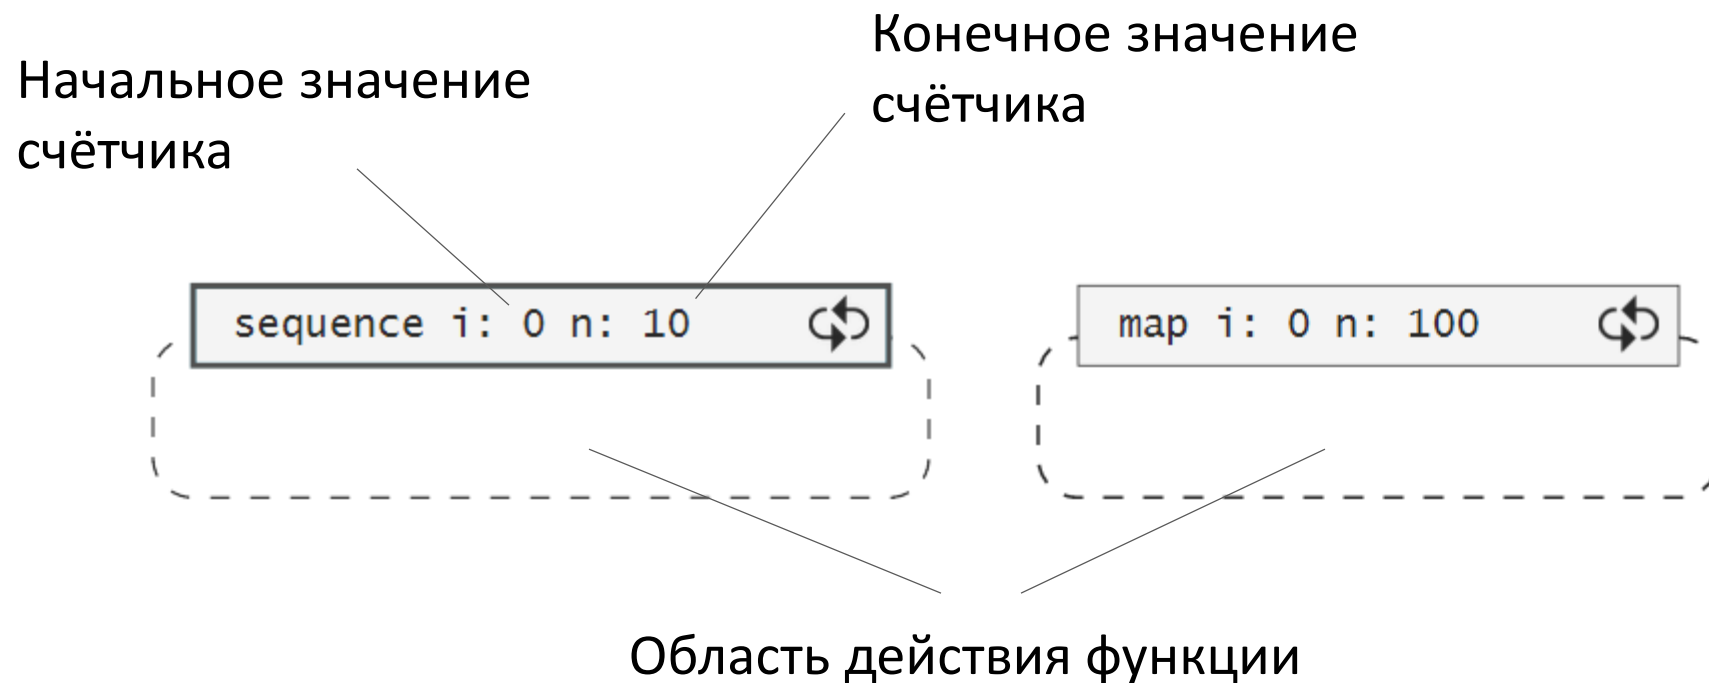 Начальное значение
счётчика
Конечное значение
счётчика
sequence i: 0 n: 10
map i: 0 n: 100
Область действия функции